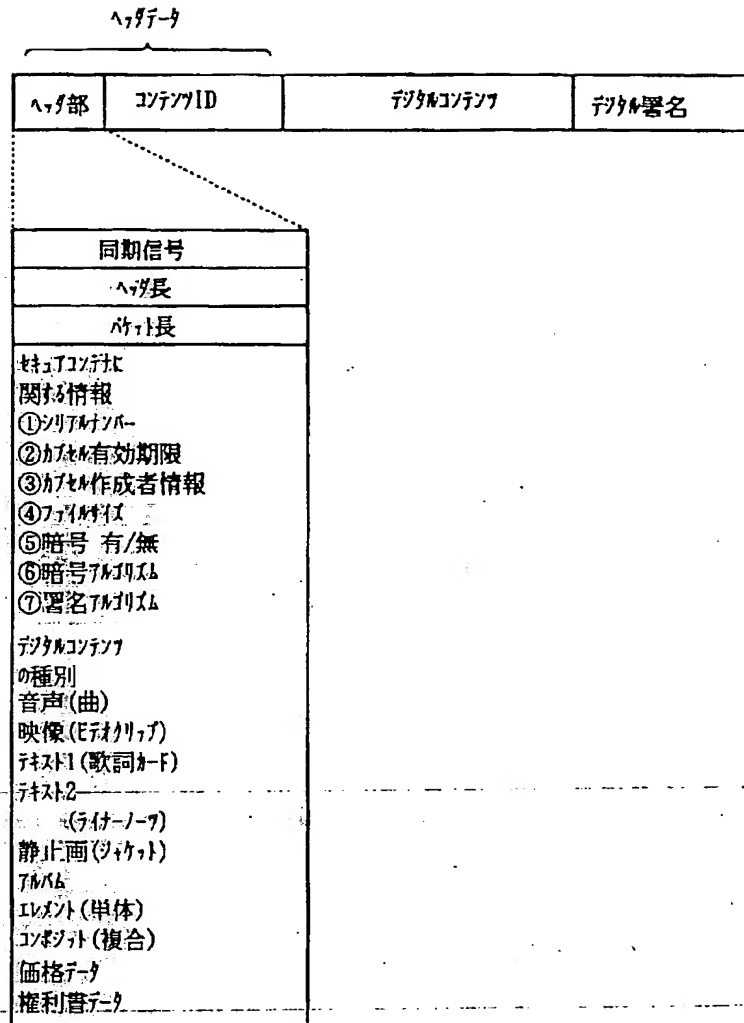 ヘッダデータ
ヘッダ部 コンテンツID デジタルコンテンツ デジタル署名
同期信号
ヘッダ長
パケット長
セキュアコンテナに
関する情報
①シリアルナンバー
②カプセル有効期限
③カプセル作成者情報
④ファイルサイズ
⑤暗号 有/無
⑥暗号アルゴリズム
⑦署名アルゴリズム
デジタルコンテンツ
の種別
音声(曲)
映像(ビデオクリップ)
テキスト1(歌詞カード)
テキスト2
(ライナーノーツ)
静止画(ジャケット)
アルバム
エレメント(単体)
コンポジット(複合)
価格データ
権利書データ